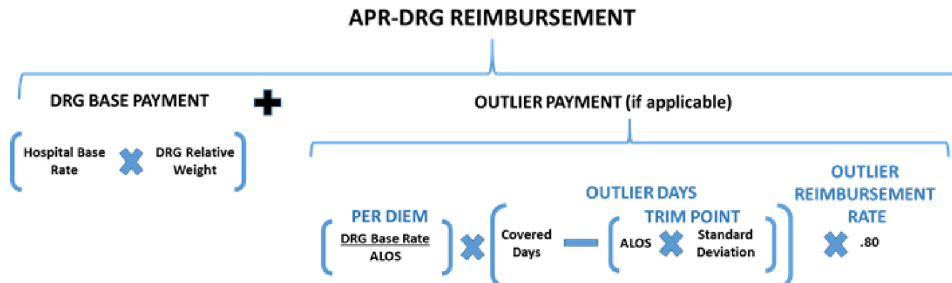 APR-DRG REIMBURSEMENT
DRG BASE PAYMENT
OUTLIER PAYMENT (if applicable)
Hospital Base
Rate
DRG Relative
Weight
OUTLIER DAYS
OUTLIER
REIMBURSEMENT
RATE
PER DIEM
TRIM POINT
DRG Base Rate
ALOS
Covered
Days
ALOS
Standard
Deviation
.80